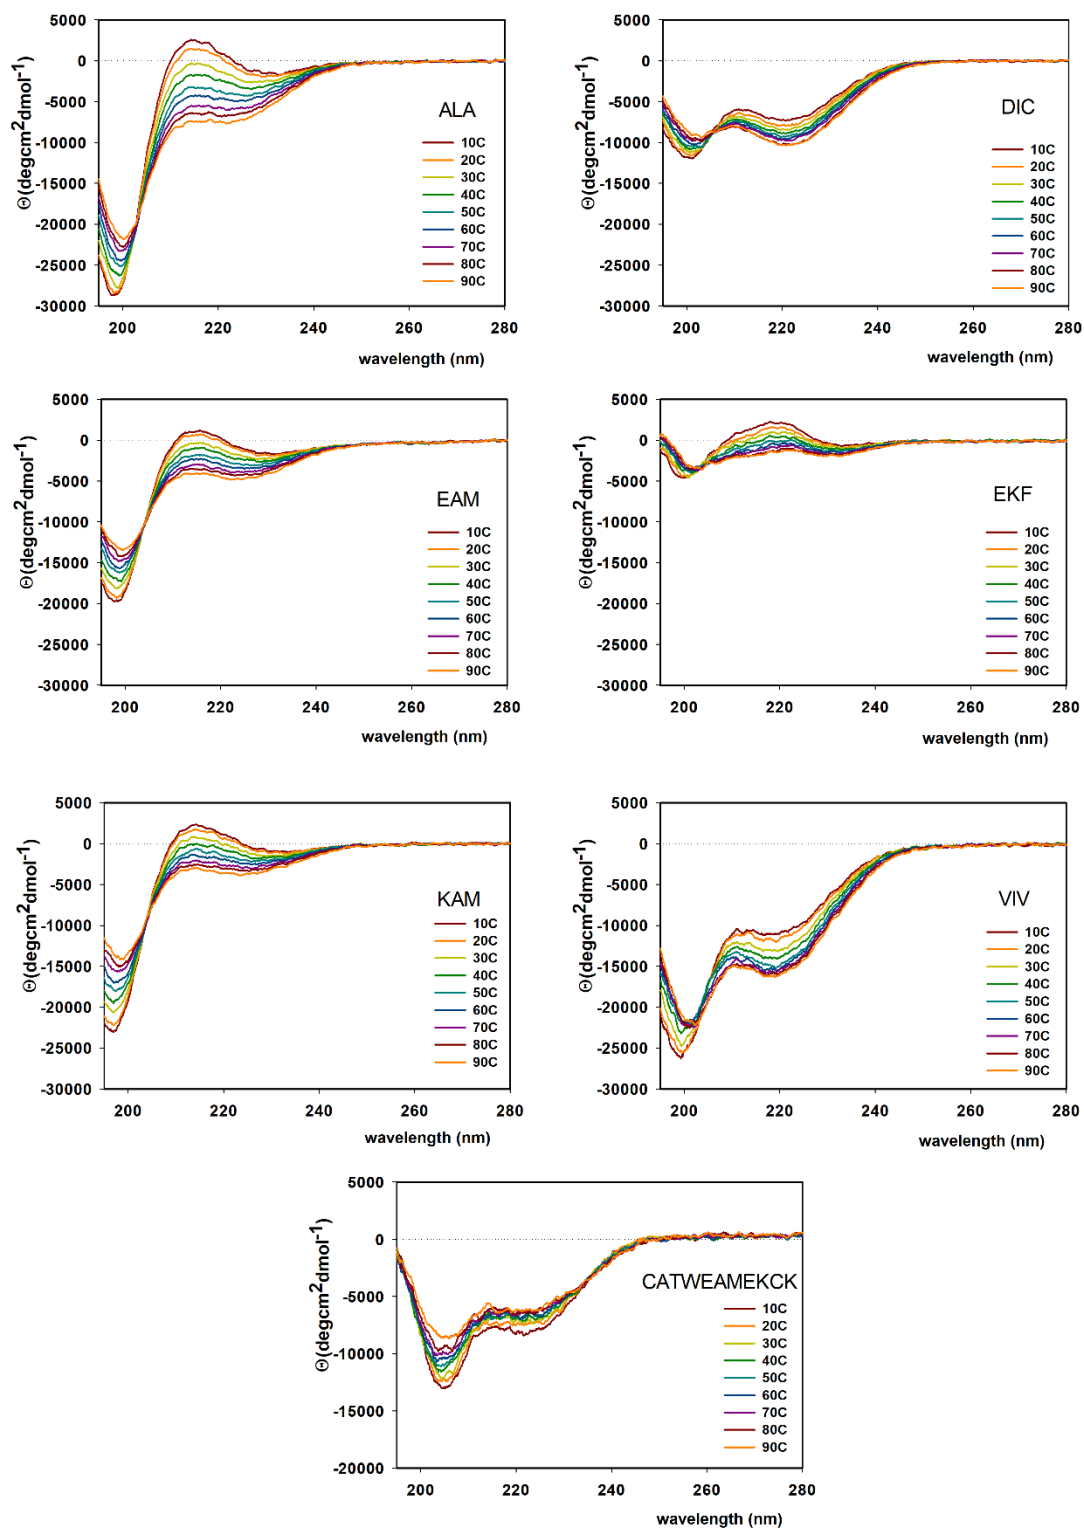 5000
0
-5000
-10000
-15000
-20000
-25000
-30000
Θ(degcm2dmol-1)
ALA
10C
20C
30C
40C
50C
60C
70C
80C
90C
200 220 240 260 280
wavelength (nm)
5000
0
-5000
-10000
-15000
-20000
-25000
-30000
Θ(degcm2dmol-1)
DIC
10C
20C
30C
40C
50C
60C
70C
80C
90C
200 220 240 260 280
wavelength (nm)
5000
0
-5000
-10000
-15000
-20000
-25000
-30000
Θ(degcm2dmol-1)
EAM
10C
20C
30C
40C
50C
60C
70C
80C
90C
200 220 240 260 280
wavelength (nm)
5000
0
-5000
-10000
-15000
-20000
-25000
-30000
Θ(degcm2dmol-1)
EKF
10C
20C
30C
40C
50C
60C
70C
80C
90C
200 220 240 260 280
wavelength (nm)
5000
0
-5000
-10000
-15000
-20000
-25000
-30000
Θ(degcm2dmol-1)
KAM
10C
20C
30C
40C
50C
60C
70C
80C
90C
200 220 240 260 280
wavelength (nm)
5000
0
-5000
-10000
-15000
-20000
-25000
-30000
Θ(degcm2dmol-1)
VIV
10C
20C
30C
40C
50C
60C
70C
80C
90C
200 220 240 260 280
wavelength (nm)
5000
0
-5000
-10000
-15000
-20000
Θ(degcm2dmol-1)
CATWEAMEKCK
10C
20C
30C
40C
50C
60C
70C
80C
90C
200 220 240 260 280
wavelength (nm)